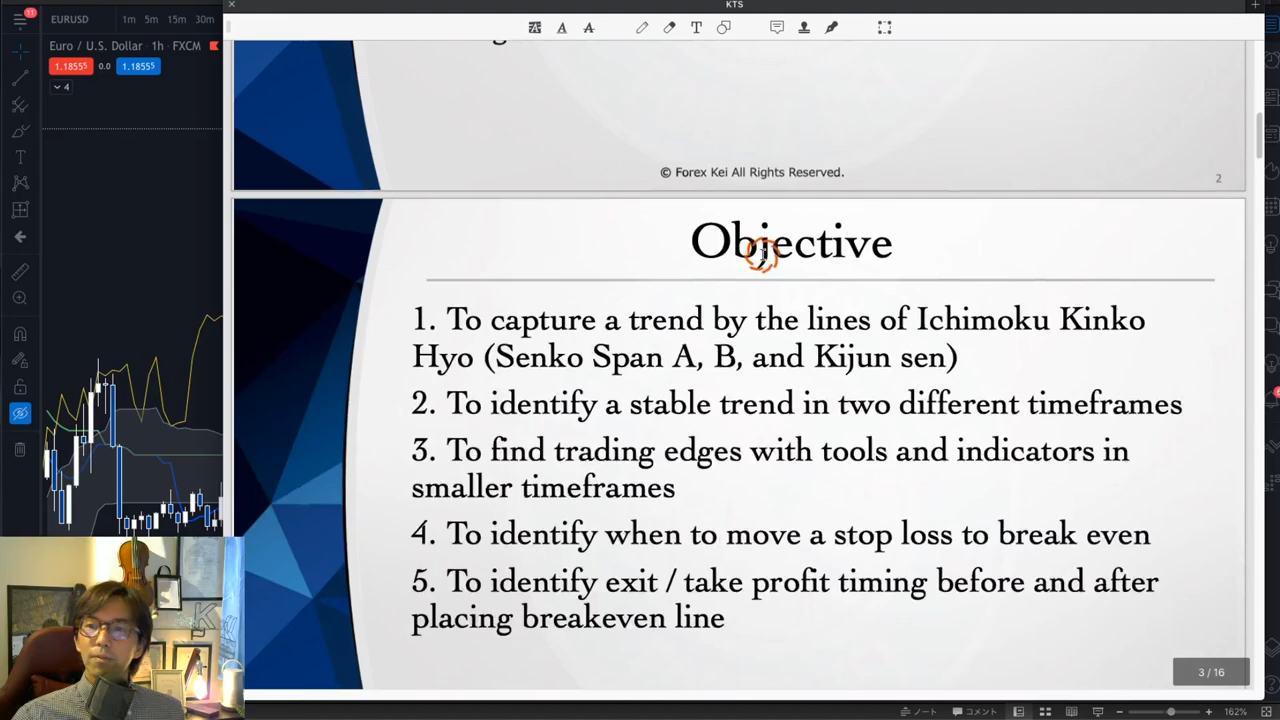 KTS
11
EURUSD
1m 5m 15m 30m
Euro / U.S. Dollar · 1h · FXCM
1.18555 0.0 1.18555
4
© Forex Kei All Rights Reserved.
2
Objective
1. To capture a trend by the lines of Ichimoku Kinko
Hyo (Senko Span A, B, and Kijun sen)
2. To identify a stable trend in two different timeframes
3. To find trading edges with tools and indicators in
smaller timeframes
4. To identify when to move a stop loss to break even
5. To identify exit / take profit timing before and after
placing breakeven line
3 / 16
ノート コメント 162%